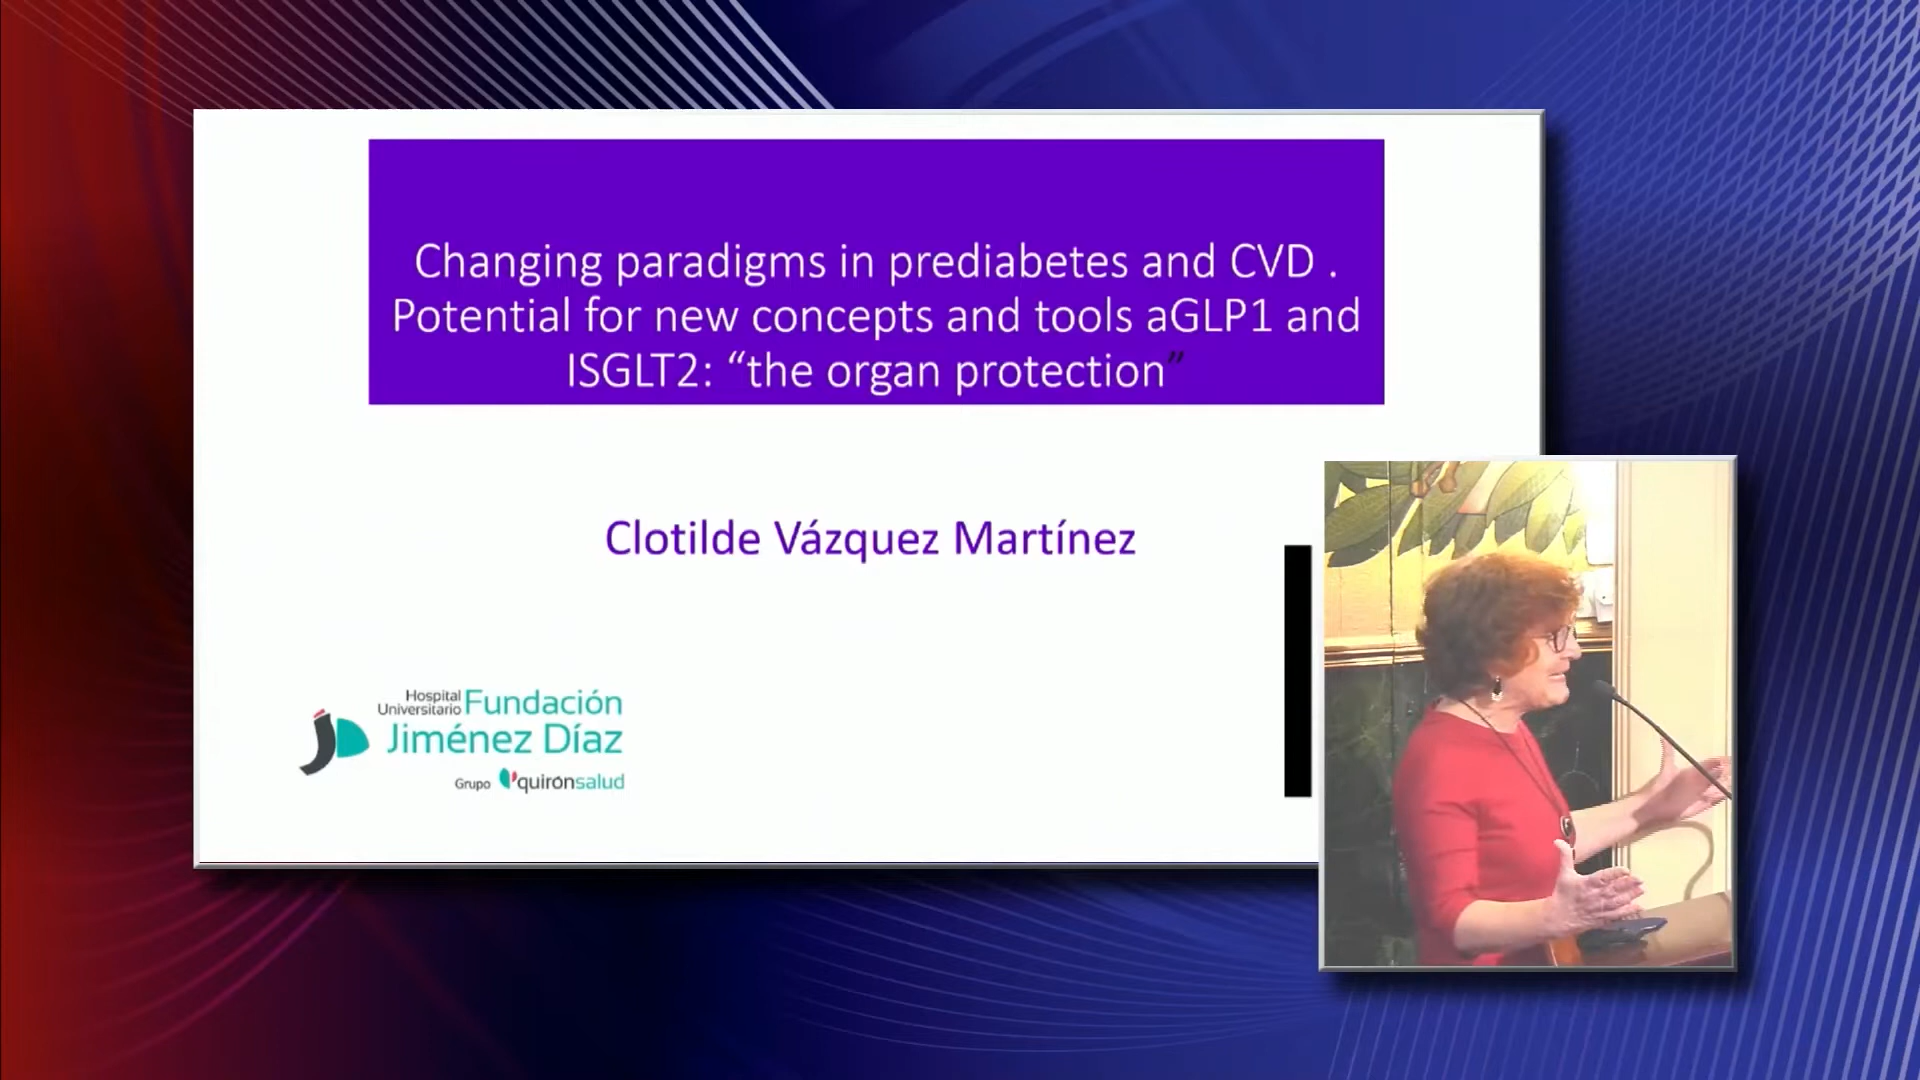 Changing paradigms in prediabetes and CVD .
Potential for new concepts and tools aGLP1 and
ISGLT2: “the organ protection”
Clotilde Vázquez Martínez
Hospital
Universitario Fundación
Jiménez Díaz
Grupo quirónsalud